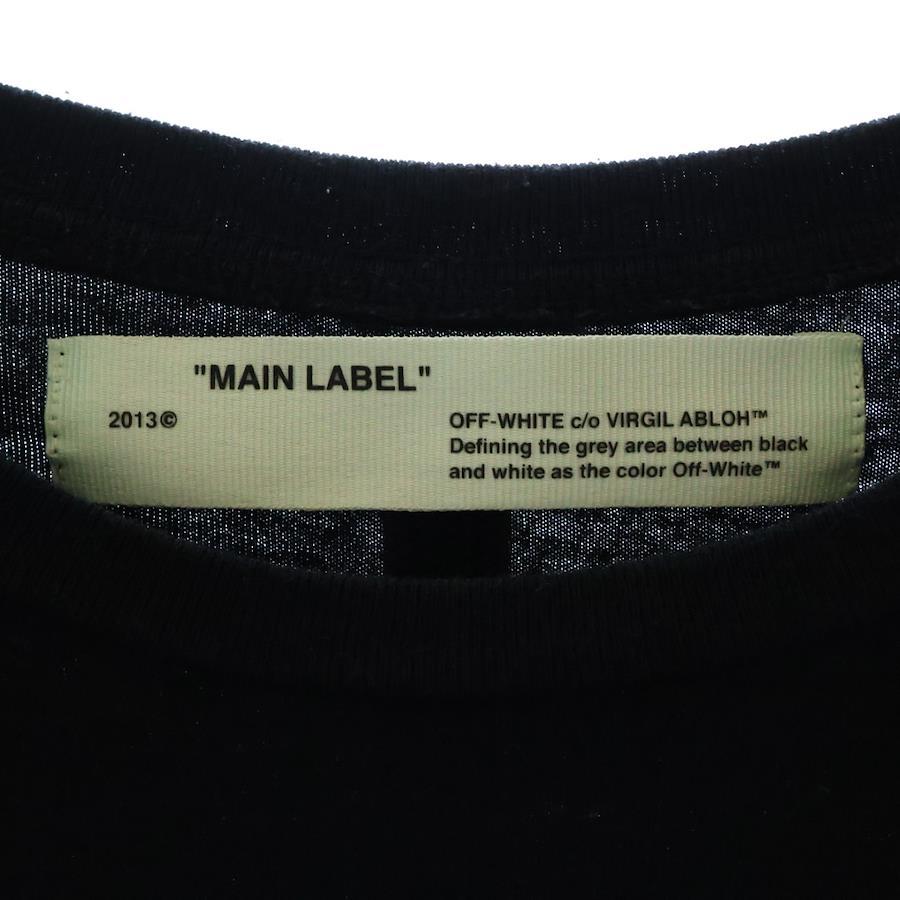 "MAIN LABEL"
2013©
OFF-WHITE c/o VIRGIL ABLOH™
Defining the grey area between black
and white as the color Off-White™